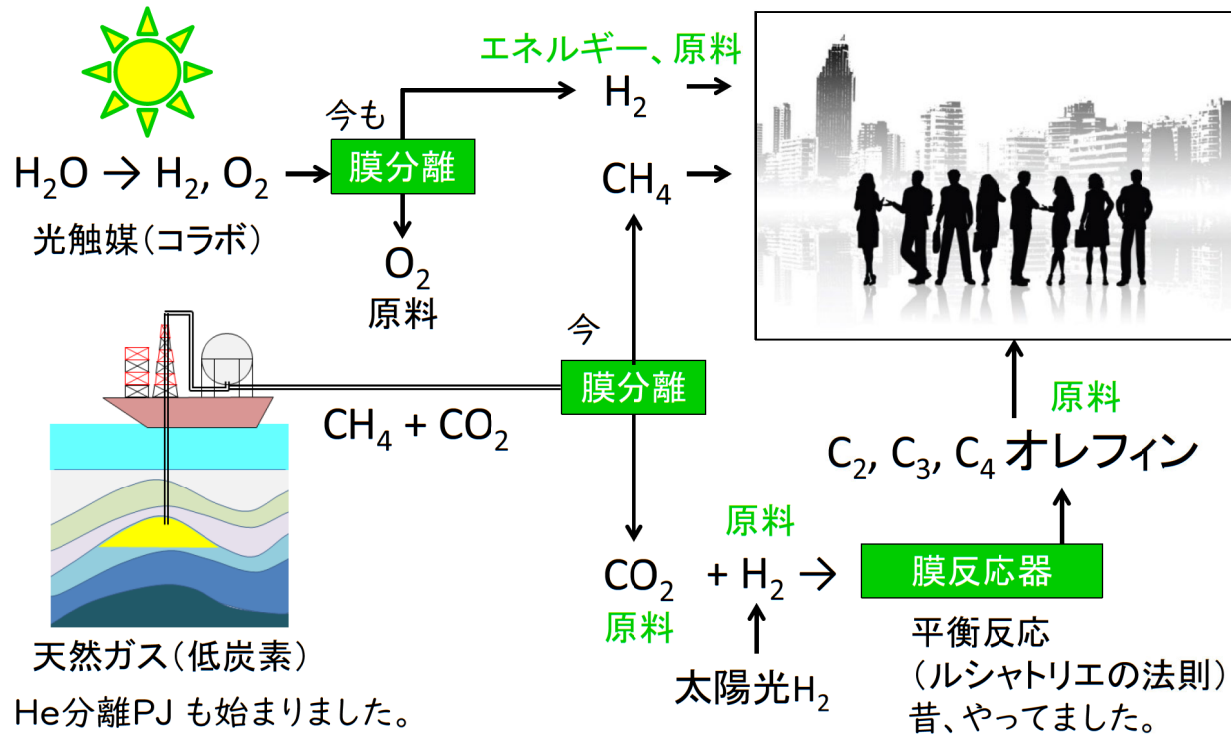 エネルギー、原料
H₂
今も
膜分離
H₂O → H₂, O₂
光触媒(コラボ)
O₂
原料
CH₄
今
膜分離
CH₄ + CO₂
原料
C₂, C₃, C₄ オレフィン
原料
CO₂ + H₂ →
原料
膜反応器
太陽光H₂
平衡反応
(ルシャトリエの法則)
昔、やってました。
天然ガス(低炭素)
He分離PJ も始まりました。